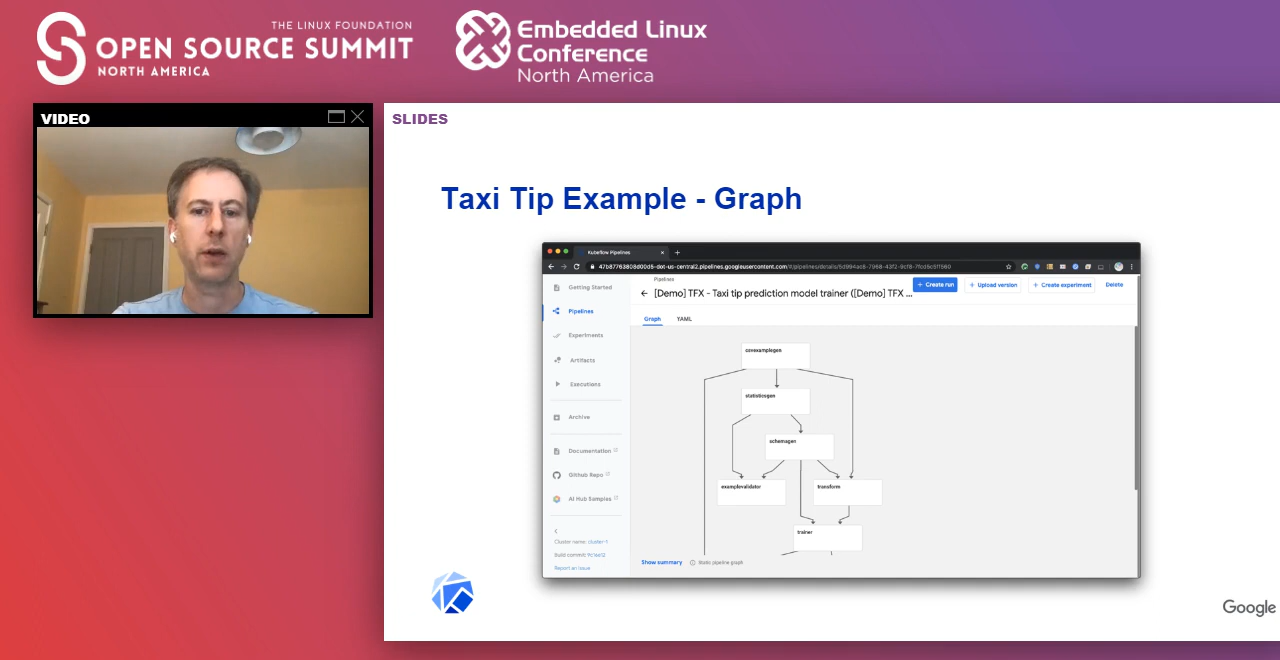 THE LINUX FOUNDATION
OPEN SOURCE SUMMIT
NORTH AMERICA
Embedded Linux
Conference
North America
VIDEO
SLIDES
Taxi Tip Example - Graph
Kubeflow Pipelines
Getting Started
Pipelines
Experiments
Artifacts
Executions
Archive
Documentation
Github Repo
AI Hub Samples
Cluster name: cluster-1
Build commit:
Report an issue
Pipelines
[Demo] TFX - Taxi tip prediction model trainer ([Demo] TFX ...
+ Create run
+ Upload version
+ Create experiment
Delete
Graph
YAML
csvexamplegen
statisticsgen
schemagen
examplevalidator
transform
trainer
Show summary
Static pipeline graph
Google